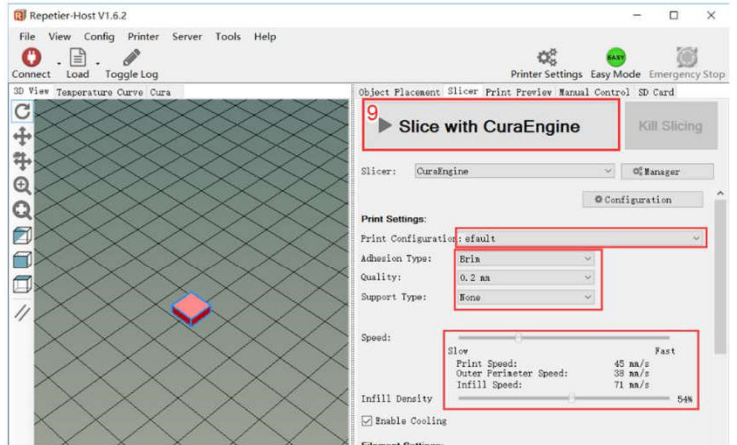 Repetier-Host V1.6.2
File View Config Printer Server Tools Help
Connect Load Toggle Log Printer Settings Easy Mode Emergency Stop
EASY
3D View Temperature Curve Cura
Object Placement Slicer Print Preview Manual Control SD Card
9
Slice with CuraEngine
Kill Slicing
Slicer: CuraEngine Manager
Configuration
Print Settings:
Print Configuration: efault
Adhesion Type: Brim
Quality: 0.2 mm
Support Type: None
Speed:
Slow Fast
Print Speed: 45 mm/s
Outer Perimeter Speed: 38 mm/s
Infill Speed: 71 mm/s
Infill Density 54%
Enable Cooling
Filament Settings: